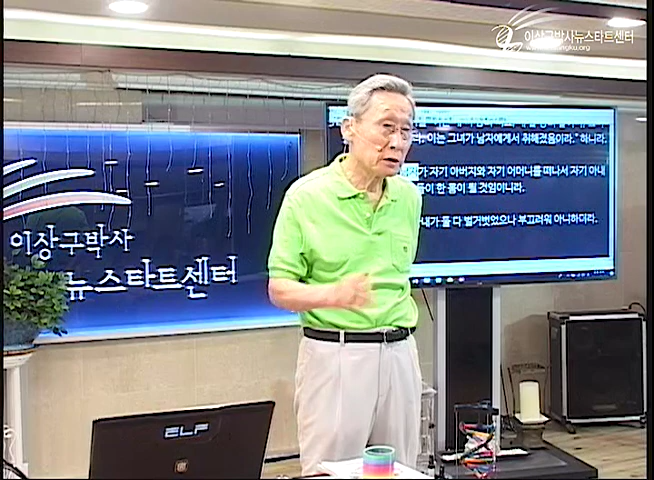 이상구박사뉴스타트센터
리, 이는 그녀가 남자에게서 취해졌음이라." 하니라.
가 자기 아버지와 자기 어머니를 떠나서 자기 아내
들이 한 몸이 될 것임이니라.
아내가 둘 다 벌거벗었으나 부끄러워 아니하더라.
이상구박사
뉴스타트센터
ELF